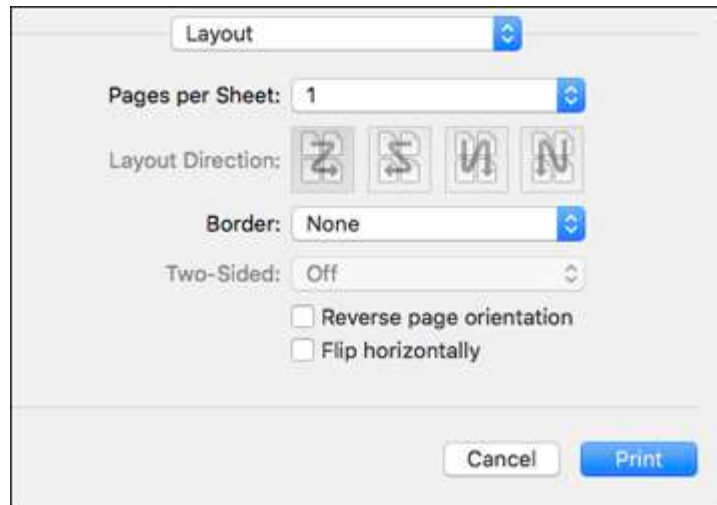 Layout
Pages per Sheet: 1
Layout Direction:
Border: None
Two-Sided: Off
Reverse page orientation
Flip horizontally
Cancel Print